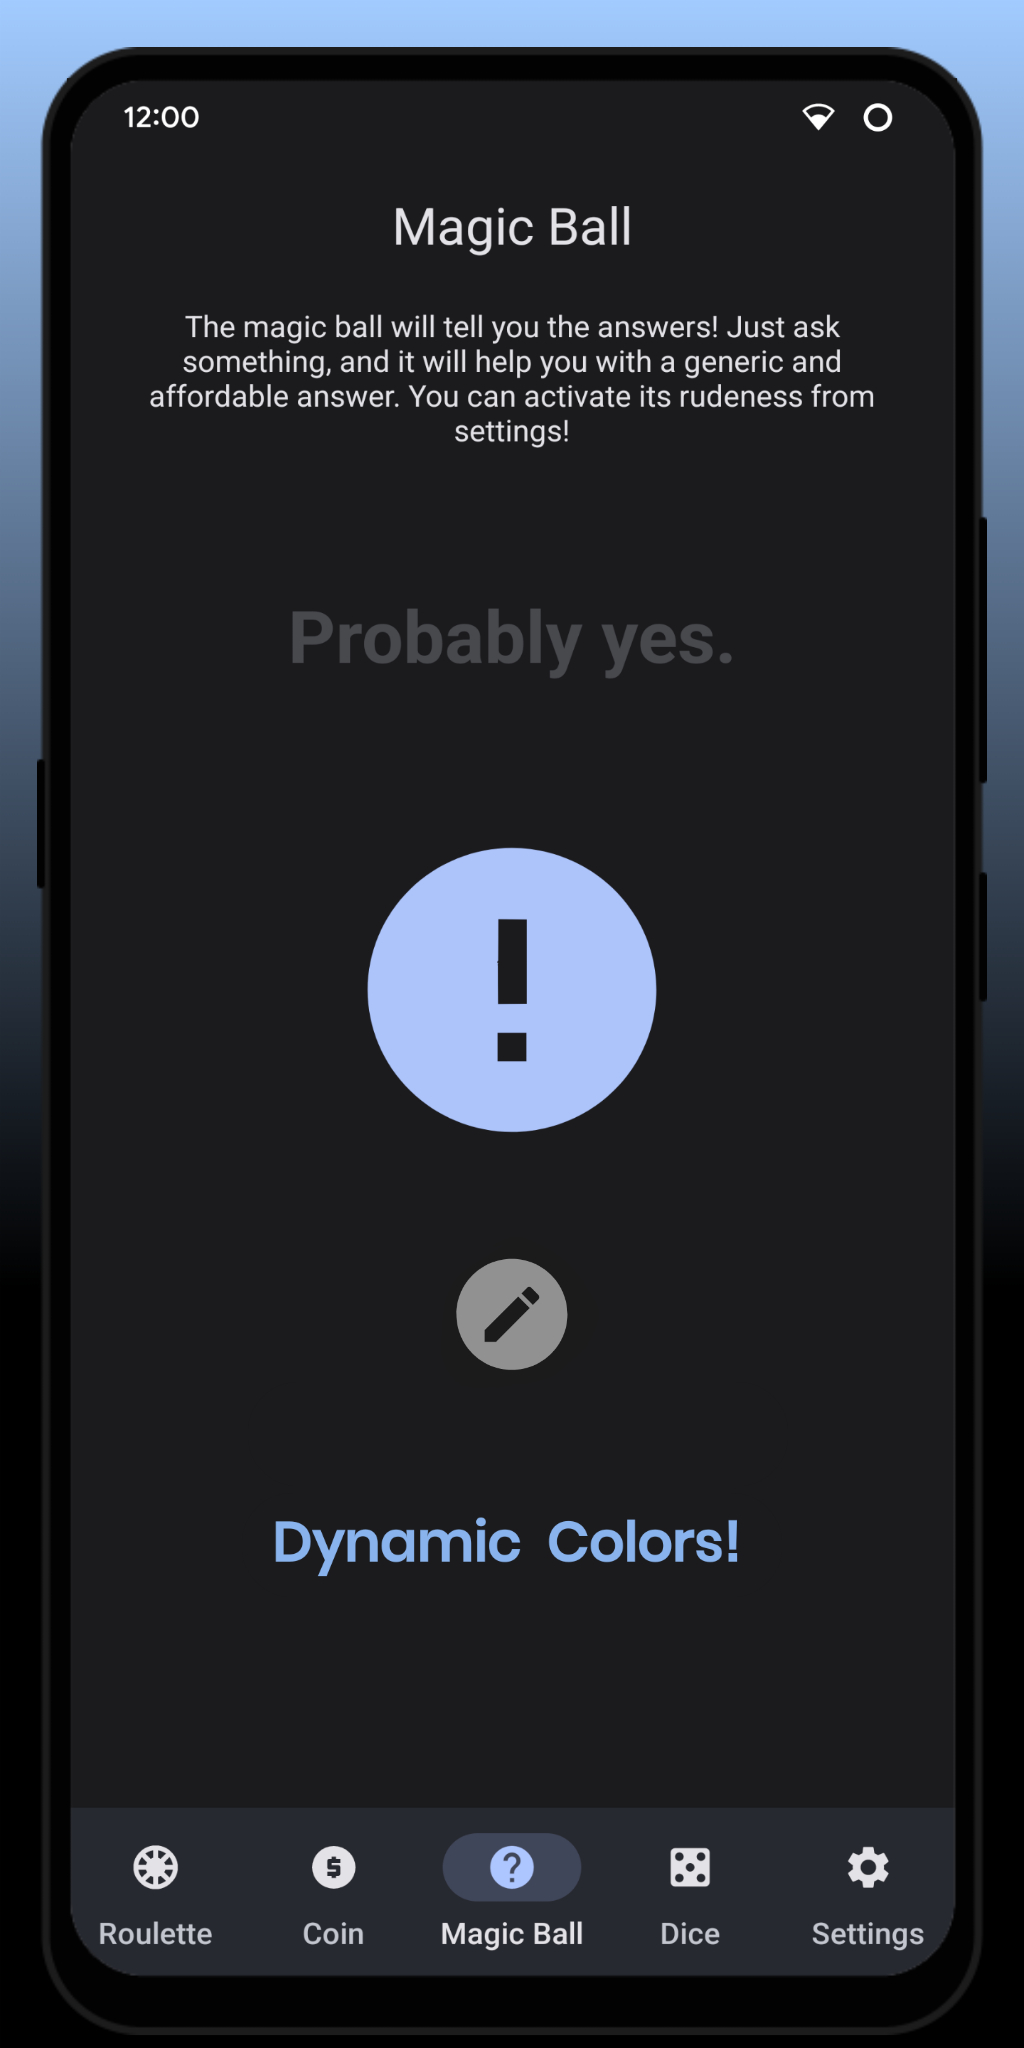 12:00
Magic Ball
The magic ball will tell you the answers! Just ask
something, and it will help you with a generic and
affordable answer. You can activate its rudeness from
settings!
Probably yes.
!
Dynamic Colors!
$ ?
Roulette Coin Magic Ball Dice Settings